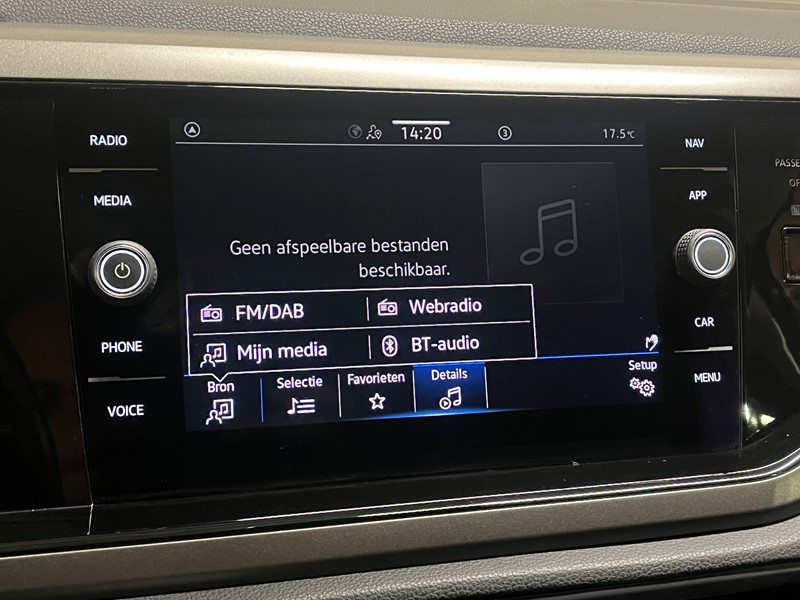 RADIO
MEDIA
PHONE
VOICE
14:20
3
17.5°C
Geen afspeelbare bestanden
beschikbaar.
FM/DAB
Webradio
Mijn media
BT-audio
Bron
Selectie
Favorieten
Details
Setup
NAV
APP
CAR
MENU
PASSE
OF